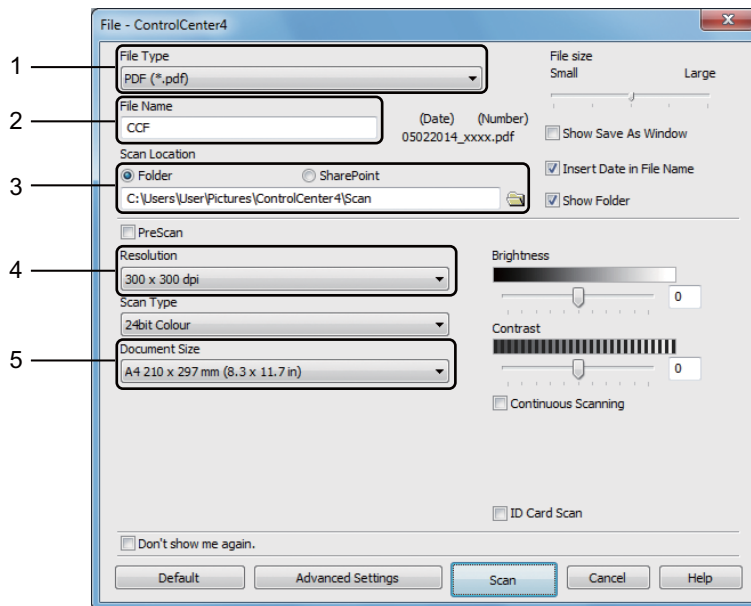 File - ControlCenter4
x
1
File Type
PDF (*.pdf)
File size
Small Large
2
File Name
CCF
(Date) (Number)
05022014_xxxx.pdf
Show Save As Window
Insert Date in File Name
Show Folder
3
Scan Location
Folder SharePoint
C:\Users\User\Pictures\ControlCenter4\Scan
PreScan
4
Resolution
300 x 300 dpi
Scan Type
24bit Colour
5
Document Size
A4 210 x 297 mm (8.3 x 11.7 in)
Brightness
0
Contrast
0
Continuous Scanning
ID Card Scan
Don't show me again.
Default Advanced Settings Scan Cancel Help